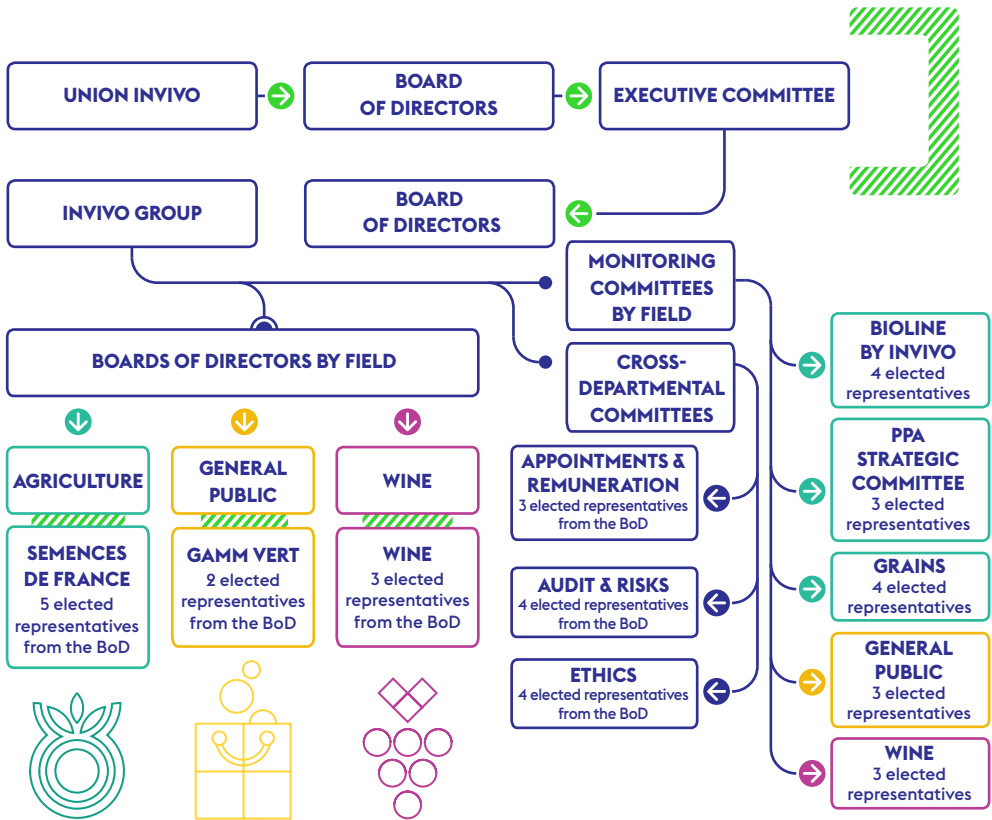 UNION INVIVO
BOARD
OF DIRECTORS
EXECUTIVE COMMITTEE
INVIVO GROUP
BOARD
OF DIRECTORS
MONITORING
COMMITTEES
BY FIELD
BOARDS OF DIRECTORS BY FIELD
CROSS-
DEPARTMENTAL
COMMITTEES
AGRICULTURE
SEMENCES
DE FRANCE
5 elected
representatives
from the BoD
GENERAL
PUBLIC
GAMM VERT
2 elected
representatives
from the BoD
WINE
WINE
3 elected
representatives
from the BoD
APPOINTMENTS &
REMUNERATION
3 elected representatives
from the BoD
AUDIT & RISKS
4 elected representatives
from the BoD
ETHICS
4 elected representatives
from the BoD
BIOLINE
BY INVIVO
4 elected
representatives
PPA
STRATEGIC
COMMITTEE
3 elected
representatives
GRAINS
4 elected
representatives
GENERAL
PUBLIC
3 elected
representatives
WINE
3 elected
representatives